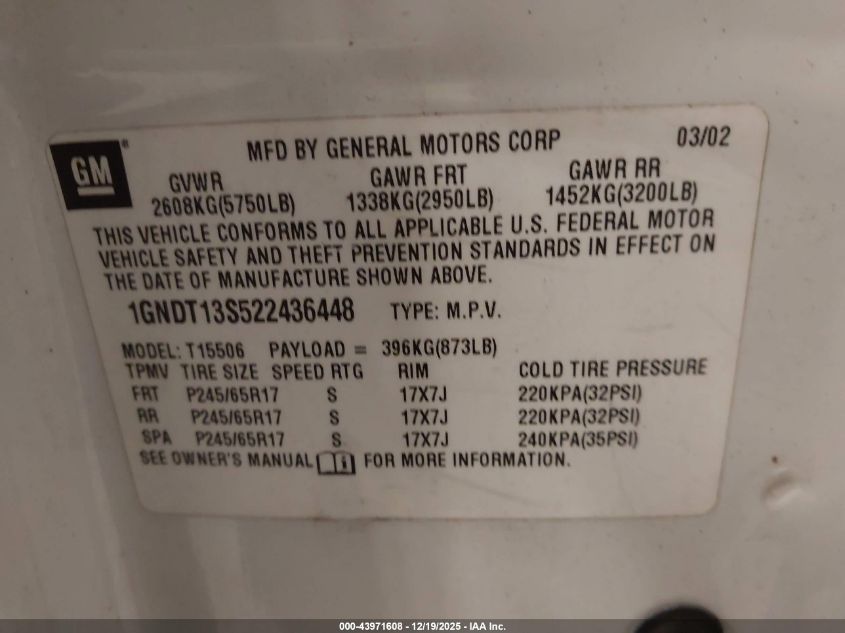 GM
MFD BY GENERAL MOTORS CORP 03/02
GVWR GAWR FRT GAWR RR
2608KG(5750LB) 1338KG(2950LB) 1452KG(3200LB)
THIS VEHICLE CONFORMS TO ALL APPLICABLE U.S. FEDERAL MOTOR
VEHICLE SAFETY AND THEFT PREVENTION STANDARDS IN EFFECT ON
THE DATE OF MANUFACTURE SHOWN ABOVE.
1GNDT13S522436448 TYPE: M.P.V.
MODEL: T15506 PAYLOAD = 396KG(873LB)
TPMV TIRE SIZE SPEED RTG RIM COLD TIRE PRESSURE
FRT P245/65R17 S 17X7J 220KPA(32PSI)
RR P245/65R17 S 17X7J 220KPA(32PSI)
SPA P245/65R17 S 17X7J 240KPA(35PSI)
SEE OWNER'S MANUAL FOR MORE INFORMATION.
000-43971608 - 12/19/2025 - IAA Inc.